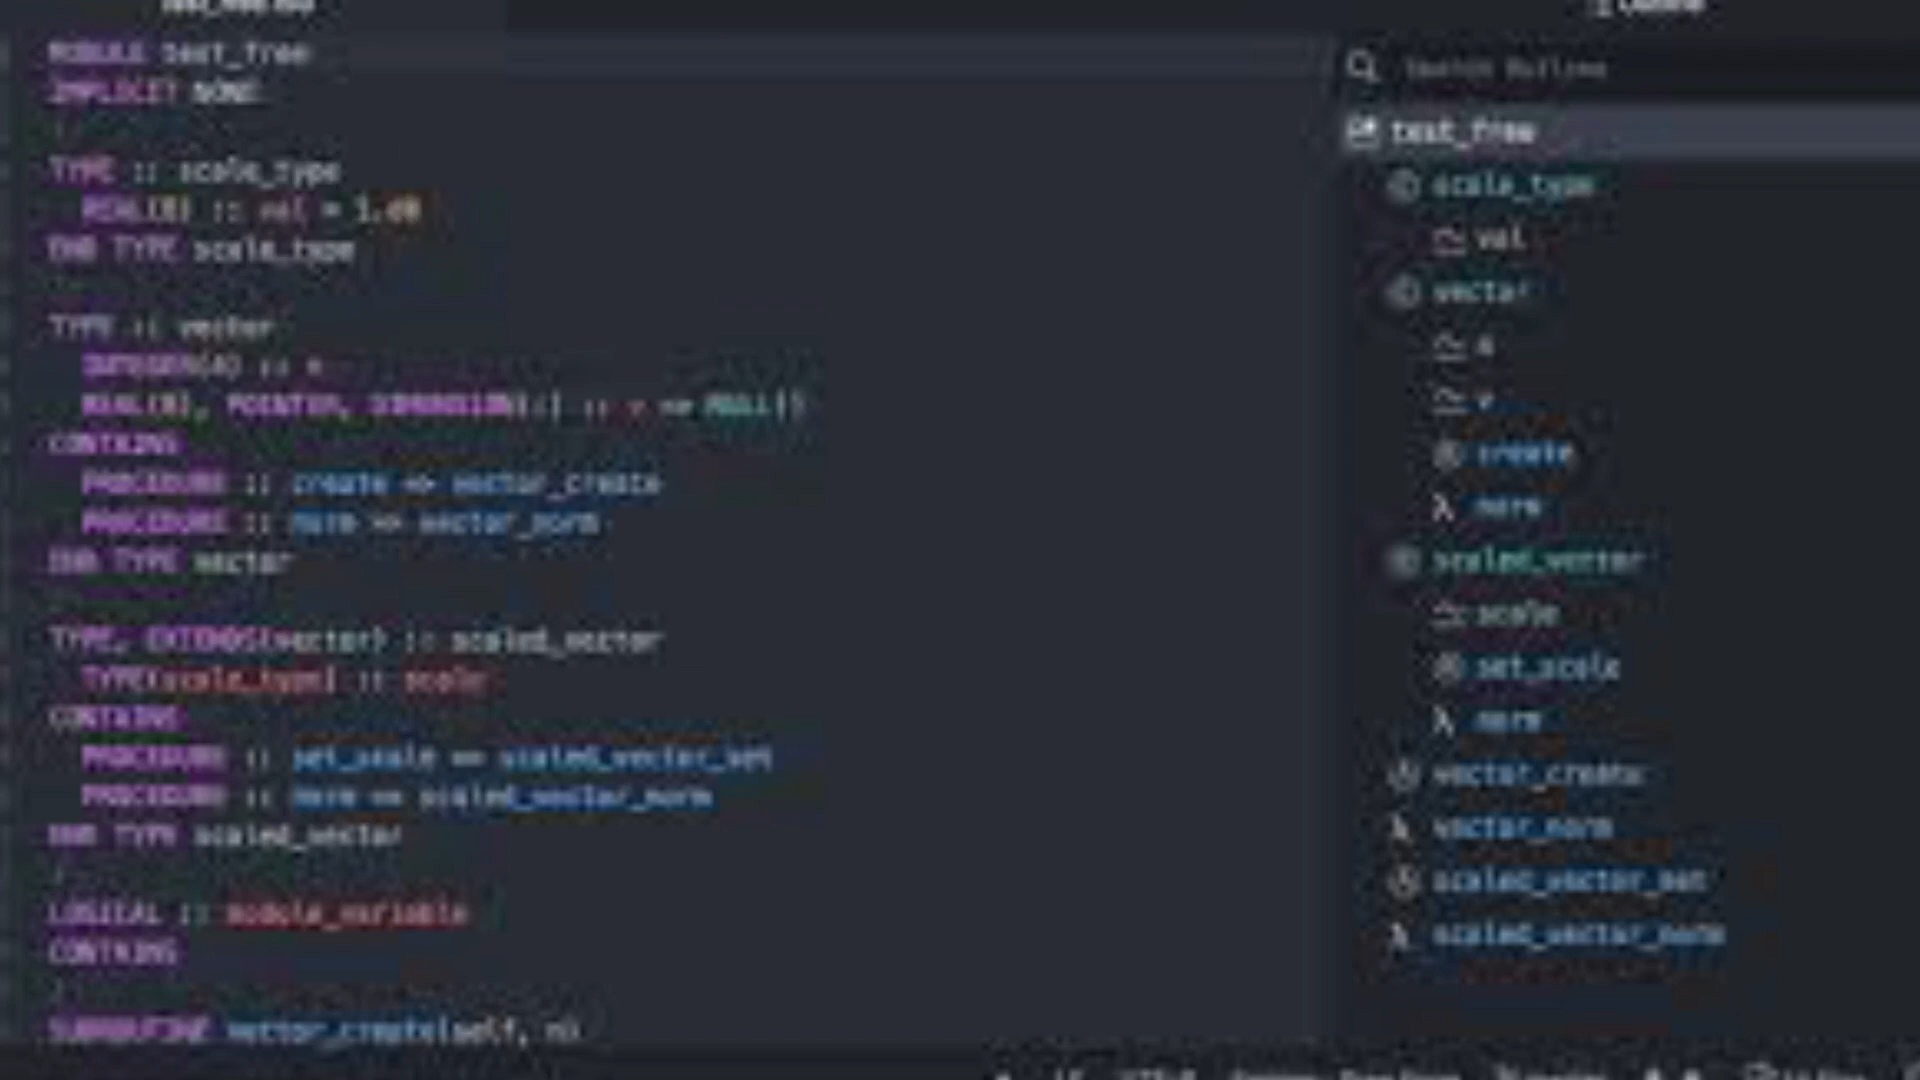 MODULE test_free
IMPLICIT NONE
TYPE :: scale_type
REAL(8) :: val = 1.d0
END TYPE scale_type
TYPE :: vector
INTEGER(4) ::
REAL(8), POINTER, DIMENSION(:) :: v => NULL()
CONTAINS
PROCEDURE :: create => vector_create
PROCEDURE :: norm => vector_norm
END TYPE vector
TYPE, EXTENDS(vector) :: scaled_vector
TYPE(scale_type) :: scale
CONTAINS
PROCEDURE :: set_scale => scaled_vector_set
PROCEDURE :: norm => scaled_vector_norm
END TYPE scaled_vector
LOGICAL :: module_variable
CONTAINS
SUBROUTINE vector_create(self, n)
Outline
Search Outline
test_free
scale_type
val
vector
v
create
λ norm
scaled_vector
scale
set_scale
λ norm
vector_create
λ vector_norm
scaled_vector_set
λ scaled_vector_norm